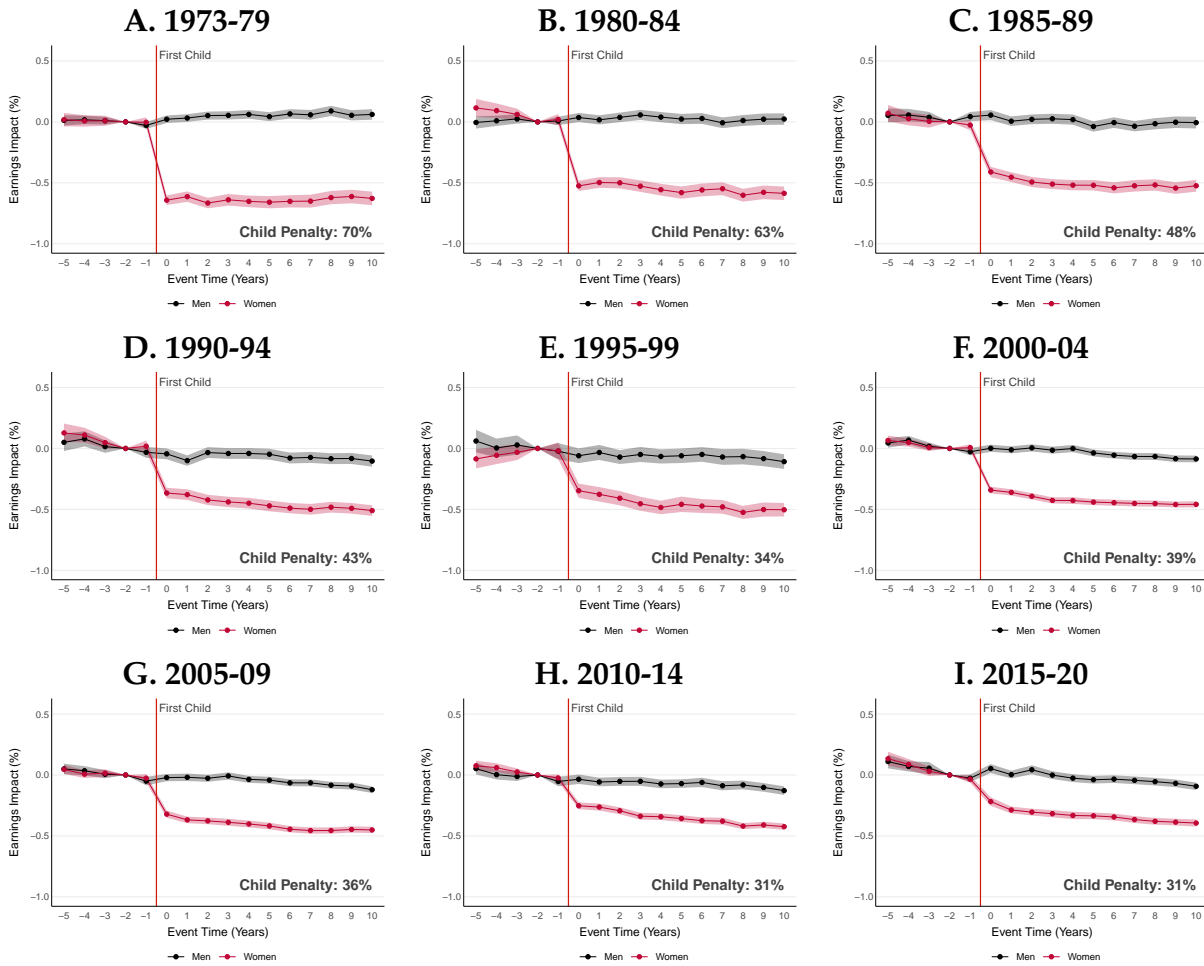 A. 1973-79
First Child
0.5
0.0
−0.5
−1.0
Earnings Impact (%)
Child Penalty: 70%
−5 −4 −3 −2 −1 0 1 2 3 4 5 6 7 8 9 10
Event Time (Years)
Men Women
B. 1980-84
First Child
0.5
0.0
−0.5
−1.0
Earnings Impact (%)
Child Penalty: 63%
−5 −4 −3 −2 −1 0 1 2 3 4 5 6 7 8 9 10
Event Time (Years)
Men Women
C. 1985-89
First Child
0.5
0.0
−0.5
−1.0
Earnings Impact (%)
Child Penalty: 48%
−5 −4 −3 −2 −1 0 1 2 3 4 5 6 7 8 9 10
Event Time (Years)
Men Women
D. 1990-94
First Child
0.5
0.0
−0.5
−1.0
Earnings Impact (%)
Child Penalty: 43%
−5 −4 −3 −2 −1 0 1 2 3 4 5 6 7 8 9 10
Event Time (Years)
Men Women
E. 1995-99
First Child
0.5
0.0
−0.5
−1.0
Earnings Impact (%)
Child Penalty: 34%
−5 −4 −3 −2 −1 0 1 2 3 4 5 6 7 8 9 10
Event Time (Years)
Men Women
F. 2000-04
First Child
0.5
0.0
−0.5
−1.0
Earnings Impact (%)
Child Penalty: 39%
−5 −4 −3 −2 −1 0 1 2 3 4 5 6 7 8 9 10
Event Time (Years)
Men Women
G. 2005-09
First Child
0.5
0.0
−0.5
−1.0
Earnings Impact (%)
Child Penalty: 36%
−5 −4 −3 −2 −1 0 1 2 3 4 5 6 7 8 9 10
Event Time (Years)
Men Women
H. 2010-14
First Child
0.5
0.0
−0.5
−1.0
Earnings Impact (%)
Child Penalty: 31%
−5 −4 −3 −2 −1 0 1 2 3 4 5 6 7 8 9 10
Event Time (Years)
Men Women
I. 2015-20
First Child
0.5
0.0
−0.5
−1.0
Earnings Impact (%)
Child Penalty: 31%
−5 −4 −3 −2 −1 0 1 2 3 4 5 6 7 8 9 10
Event Time (Years)
Men Women